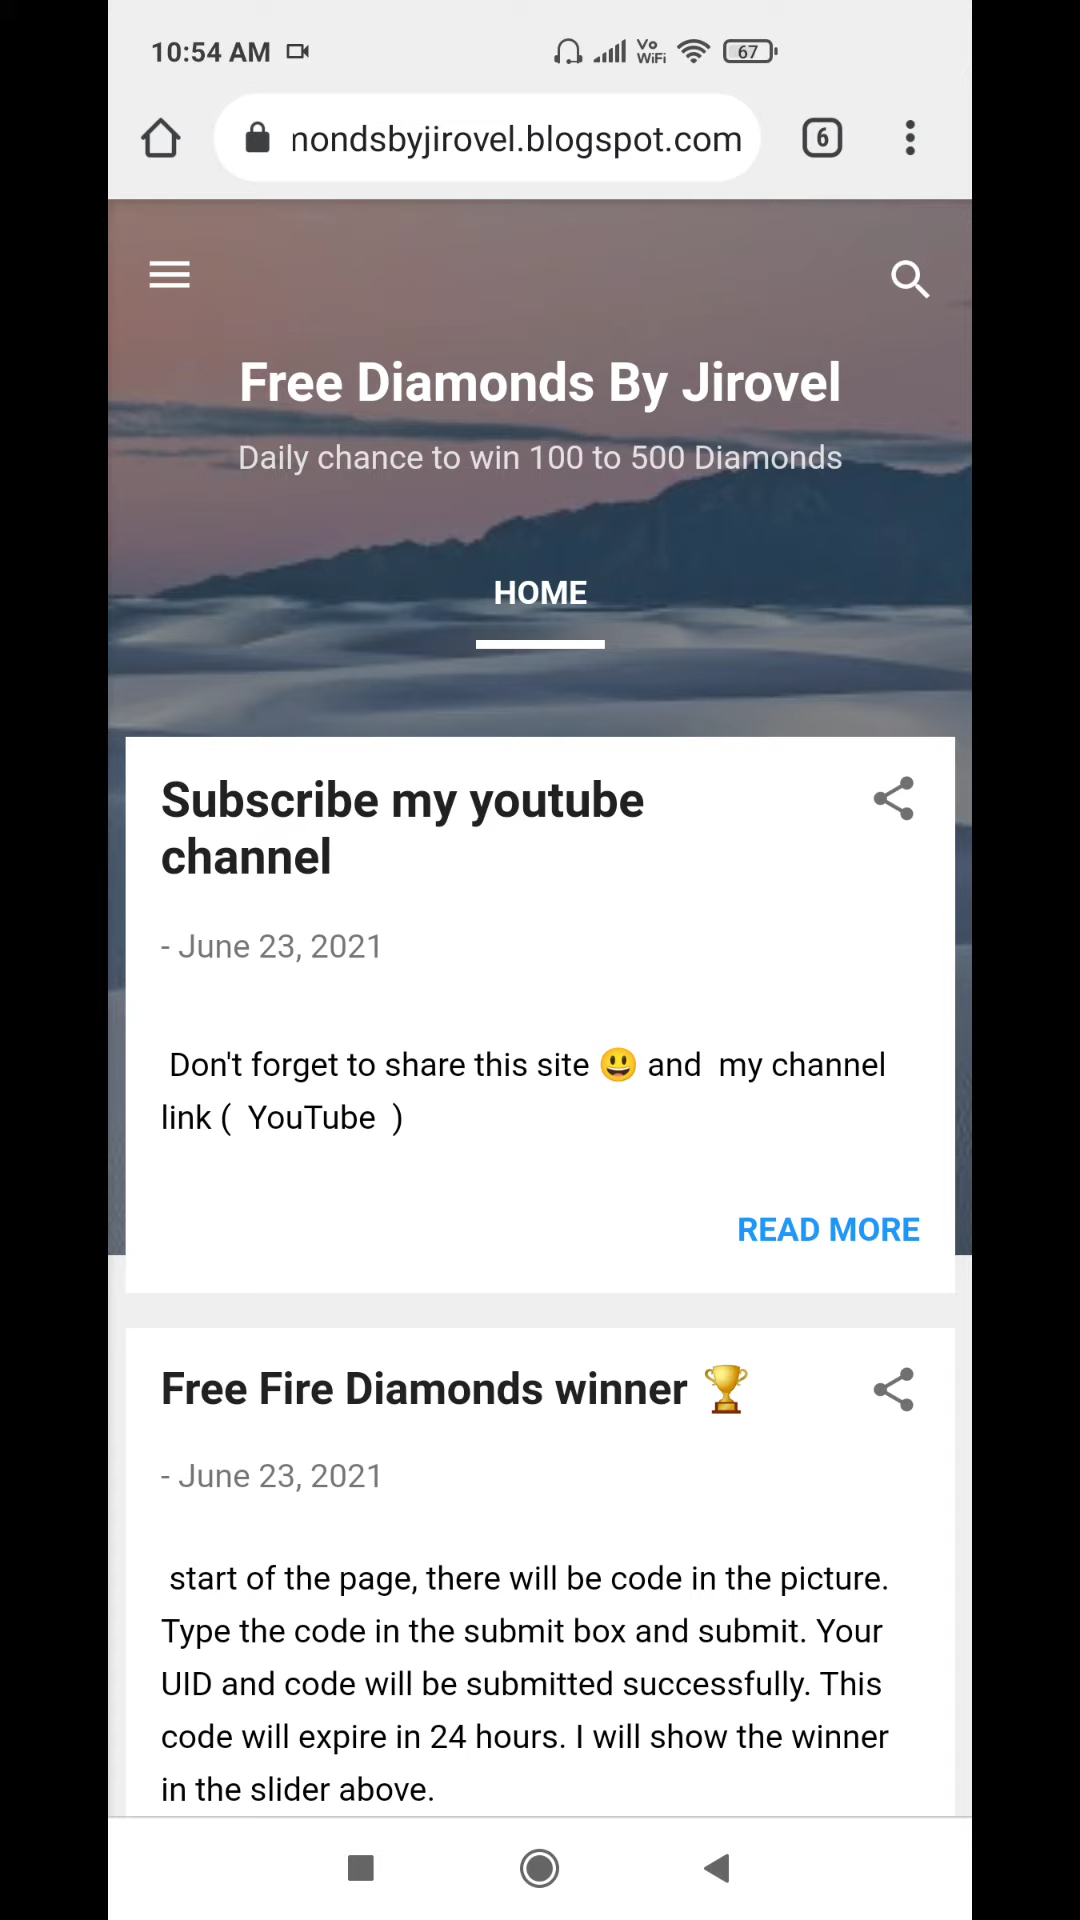 10:54 AM
Vo
WiFi
67
nondsbyjirovel.blogspot.com
6
Free Diamonds By Jirovel
Daily chance to win 100 to 500 Diamonds
HOME
Subscribe my youtube
channel
- June 23, 2021
Don't forget to share this site 😃 and my channel
link ( YouTube )
READ MORE
Free Fire Diamonds winner 🏆
- June 23, 2021
start of the page, there will be code in the picture.
Type the code in the submit box and submit. Your
UID and code will be submitted successfully. This
code will expire in 24 hours. I will show the winner
in the slider above.